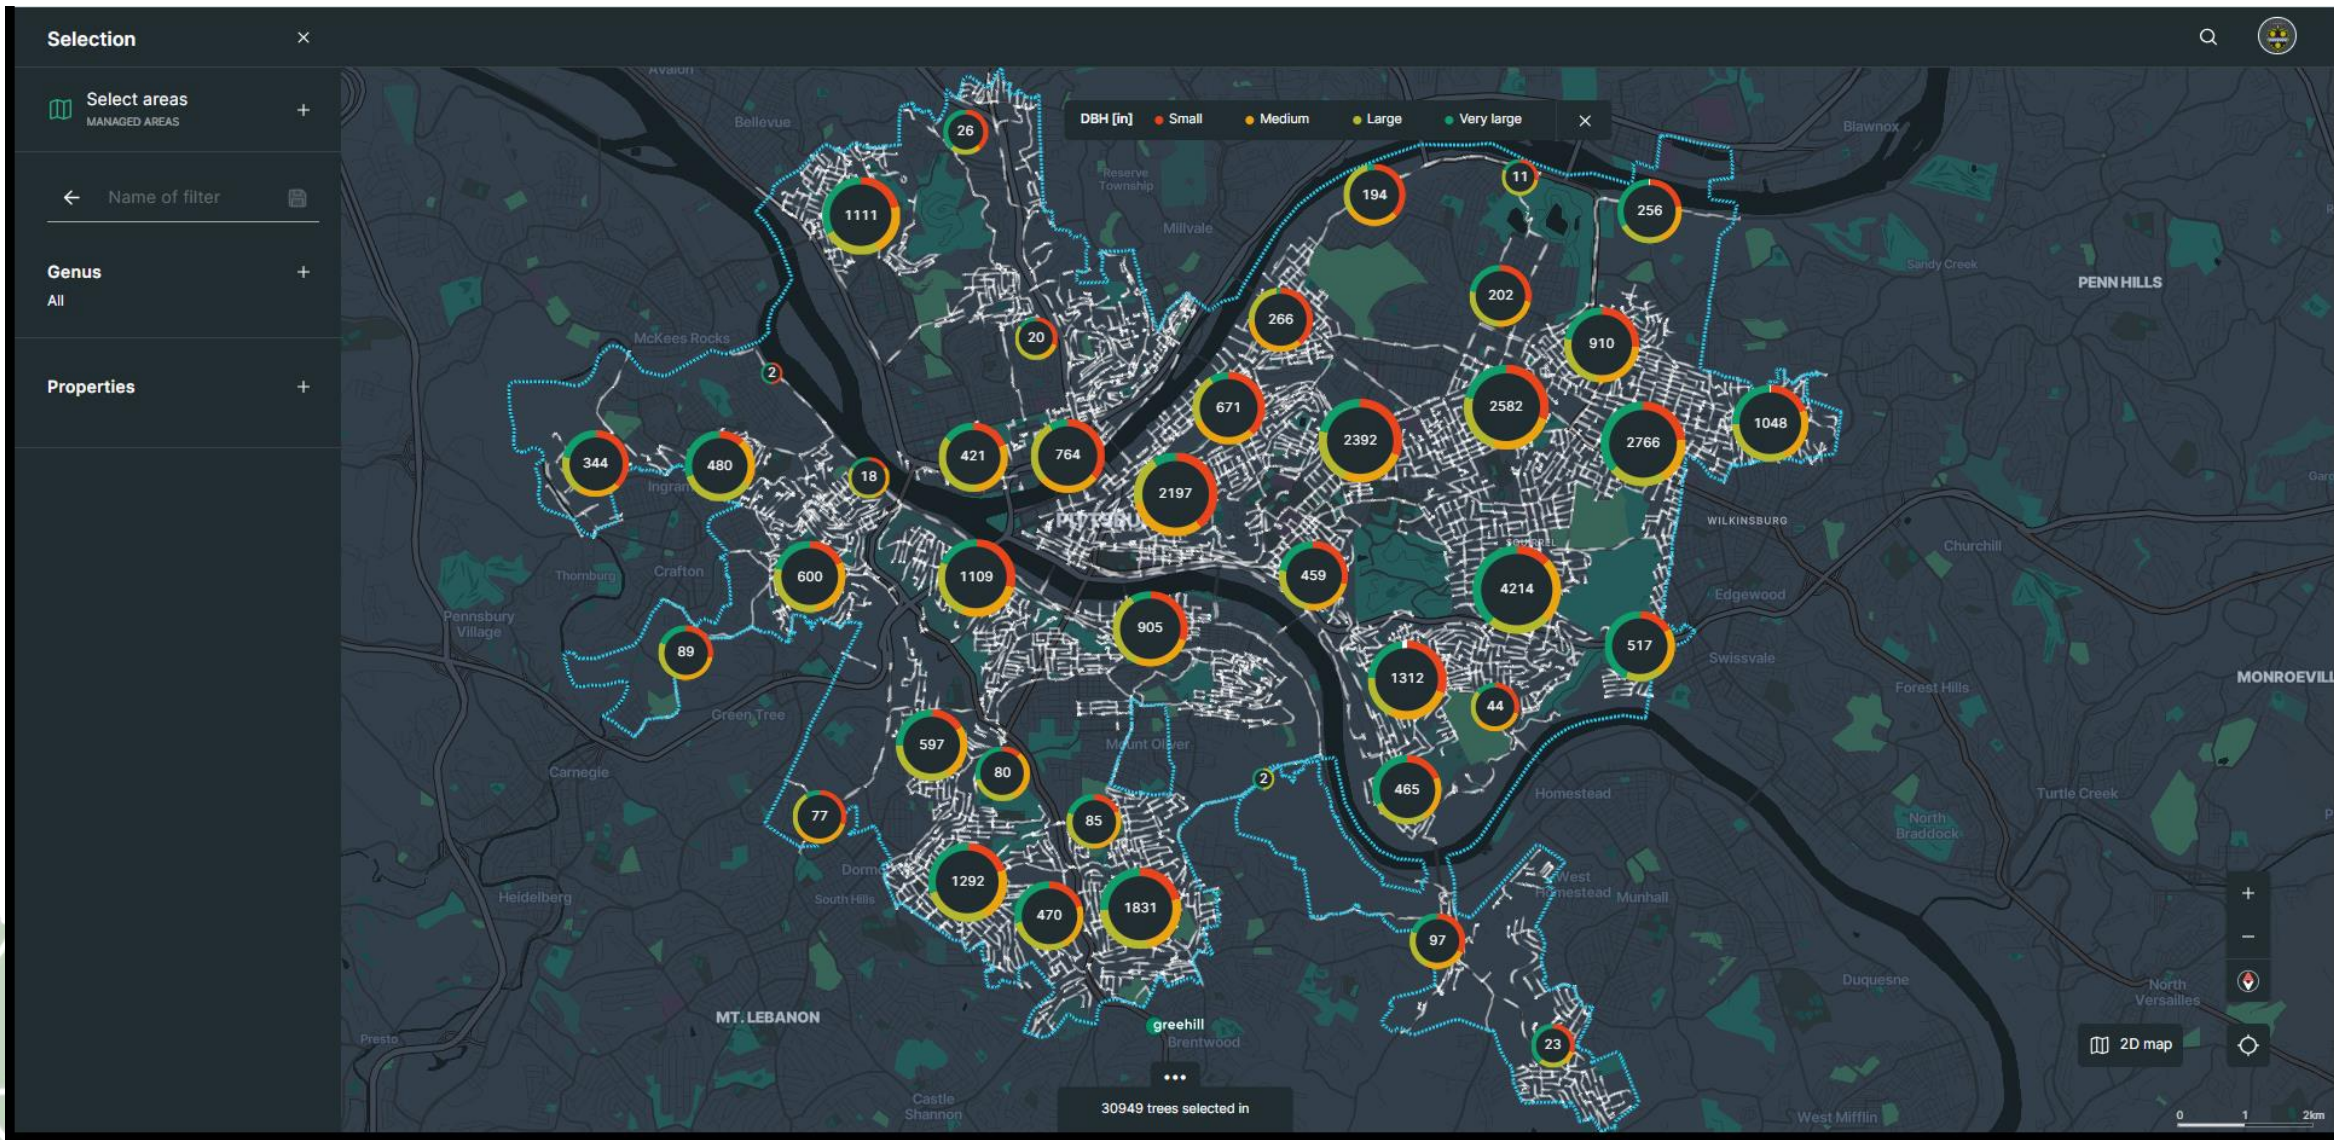 Selection
Select areas
MANAGED AREAS
Name of filter
Genus
All
Properties
DBH [in] Small Medium Large Very large
Avalon
Bellevue
Reserve
Township
Millvale
Blawnox
Sandy Creek
PENN HILLS
McKees Rocks
Ingram
Thornburg
Crafton
Pennsbury
Village
Green Tree
Carnegie
Heidelberg
Presto
MT. LEBANON
South Hills
Castle
Shannon
greehill
Brentwood
Mount Oliver
WILKINSBURG
Churchill
Edgewood
Swissvale
Forest Hills
MONROEVILL
Homestead
Turtle Creek
North
Braddock
West
Homestead
Munhall
Duquesne
North
Versailles
West Mifflin
26
1111
194
11
256
202
266
20
910
2
671
2582
1048
2392
2766
344
480
18
421
764
2197
600
1109
459
4214
905
517
89
1312
44
597
80
2
465
77
85
1292
470
1831
97
23
2D map
30949 trees selected in
0 1 2km